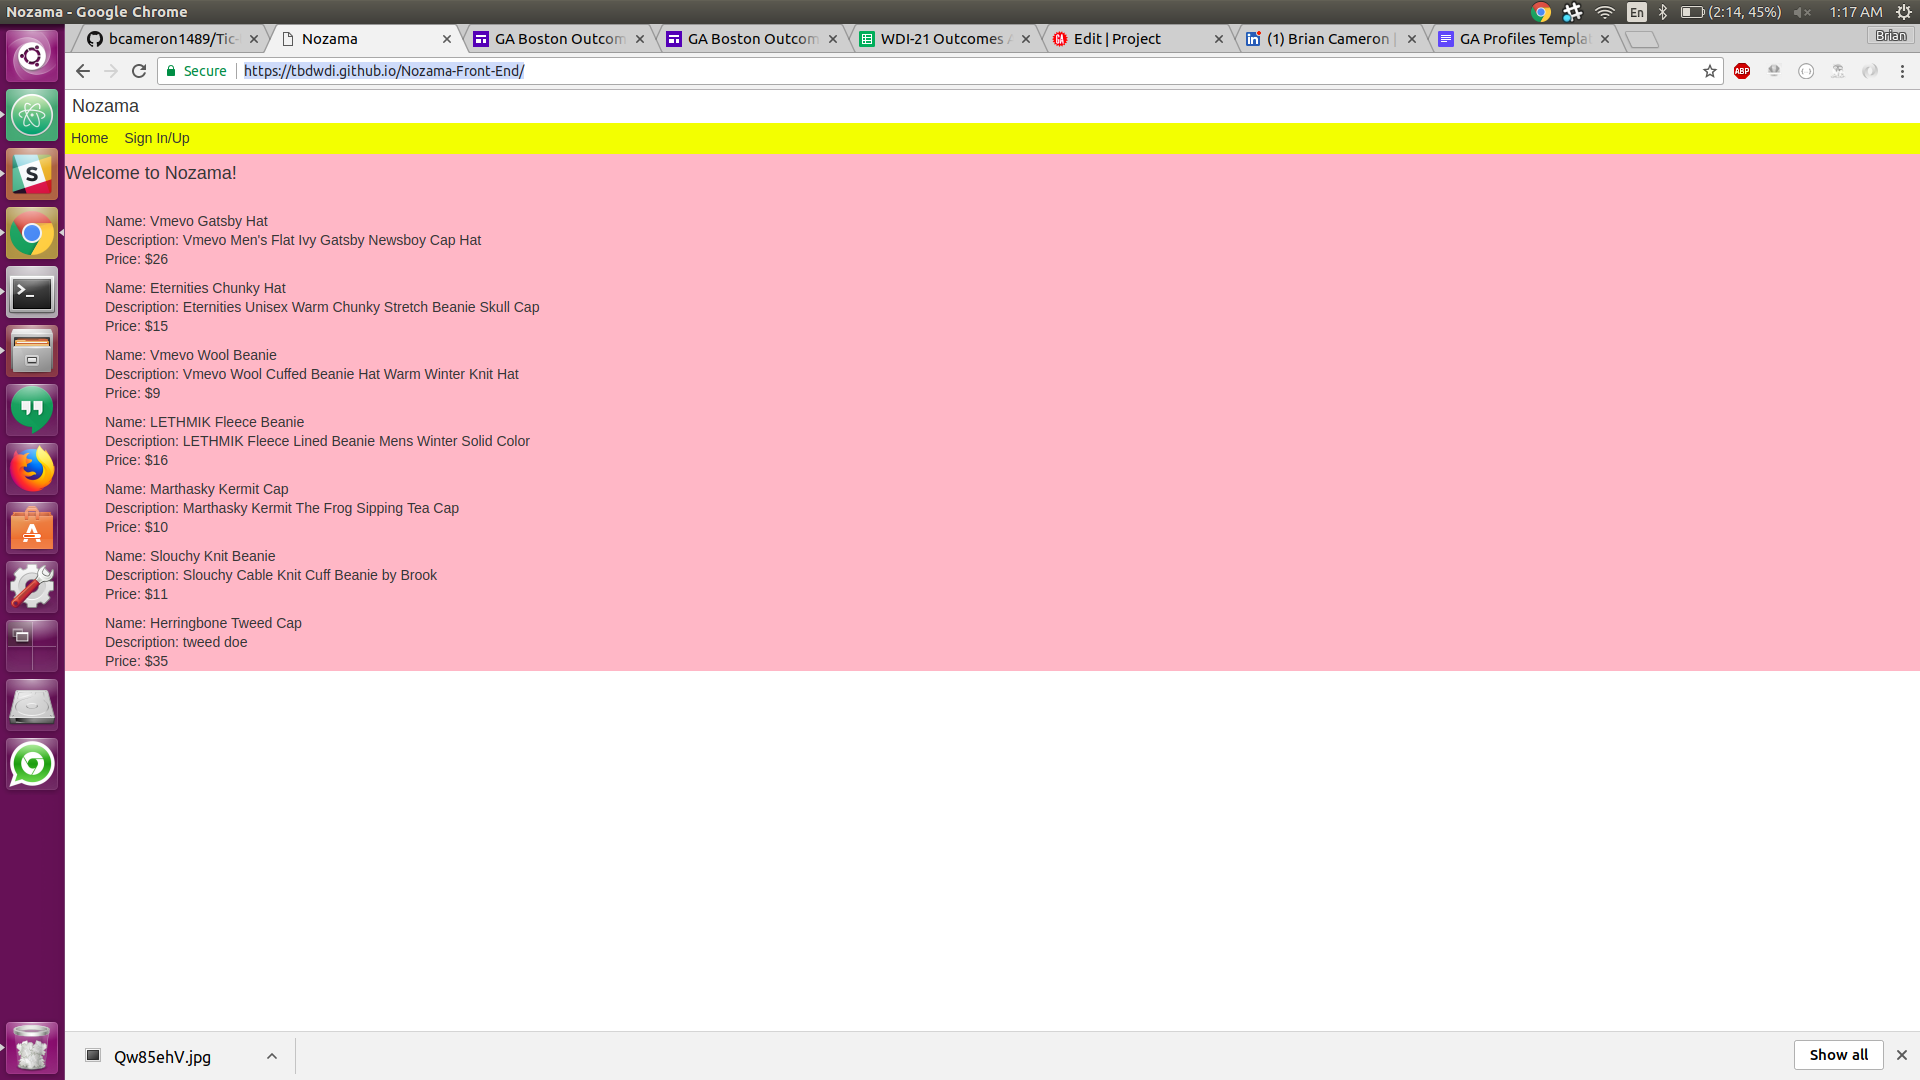 Nozama - Google Chrome
En
(2:14, 45%)
1:17 AM
bcameron1489/Tic-
Nozama
GA Boston Outcom
GA Boston Outcom
WDI-21 Outcomes A
Edit | Project
(1) Brian Cameron |
GA Profiles Templat
Brian
Secure
https://tbdwdi.github.io/Nozama-Front-End/
ABP
Nozama
Home
Sign In/Up
Welcome to Nozama!
Name: Vmevo Gatsby Hat
Description: Vmevo Men's Flat Ivy Gatsby Newsboy Cap Hat
Price: $26
Name: Eternities Chunky Hat
Description: Eternities Unisex Warm Chunky Stretch Beanie Skull Cap
Price: $15
Name: Vmevo Wool Beanie
Description: Vmevo Wool Cuffed Beanie Hat Warm Winter Knit Hat
Price: $9
Name: LETHMIK Fleece Beanie
Description: LETHMIK Fleece Lined Beanie Mens Winter Solid Color
Price: $16
Name: Marthasky Kermit Cap
Description: Marthasky Kermit The Frog Sipping Tea Cap
Price: $10
Name: Slouchy Knit Beanie
Description: Slouchy Cable Knit Cuff Beanie by Brook
Price: $11
Name: Herringbone Tweed Cap
Description: tweed doe
Price: $35
Qw85ehV.jpg
Show all